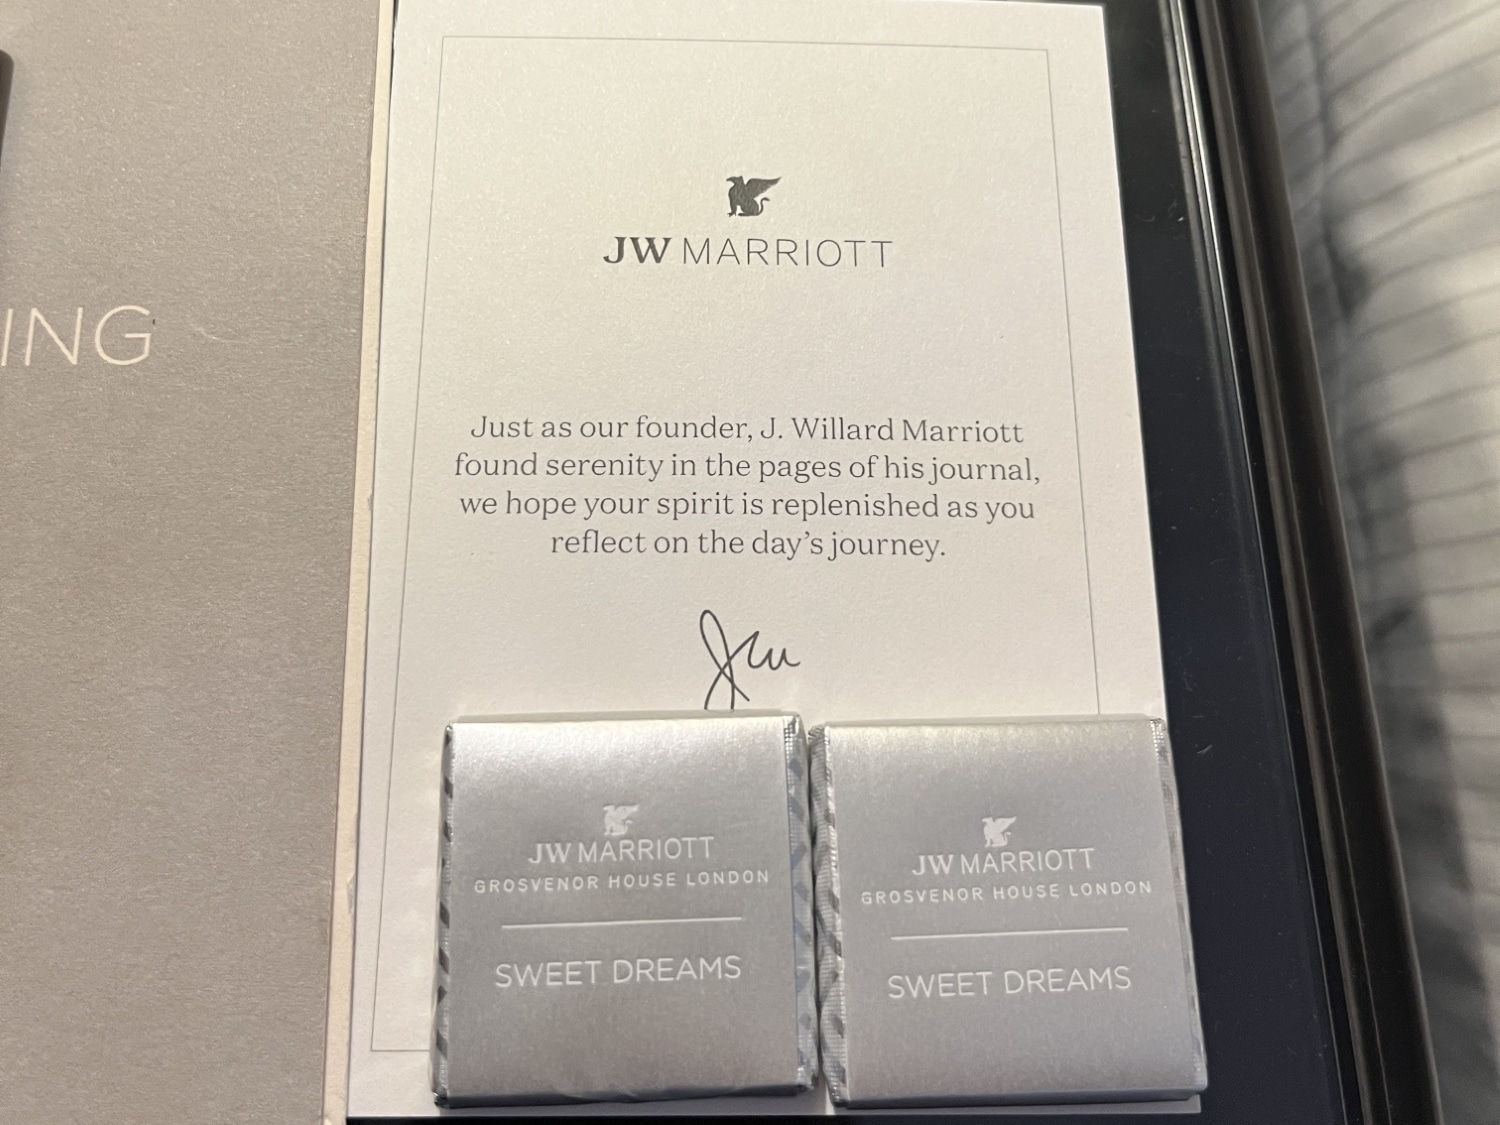 ING
JW MARRIOTT
Just as our founder, J. Willard Marriott
found serenity in the pages of his journal,
we hope your spirit is replenished as you
reflect on the day's journey.
JW MARRIOTT
GROSVENOR HOUSE LONDON
SWEET DREAMS
JW MARRIOTT
GROSVENOR HOUSE LONDON
SWEET DREAMS